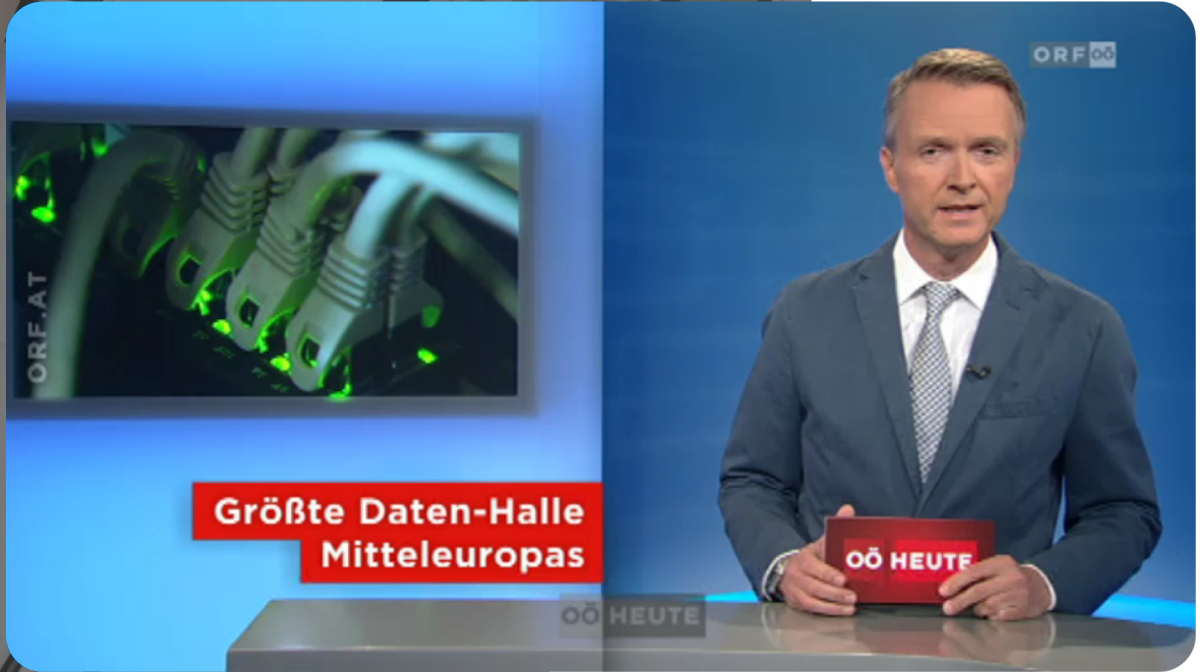 ORF OÖ
ORF.AT
Größte Daten-Halle
Mitteleuropas
OÖ HEUTE
OÖ HEUTE